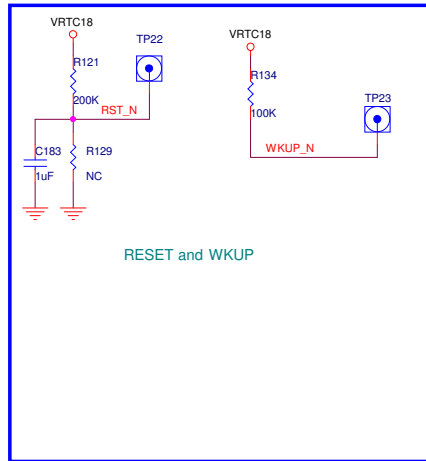 VRTC18
TP22
VRTC18
R121
R134
TP23
200K
RST_N
100K
C183
R129
WKUP_N
1uF
NC
RESET and WKUP